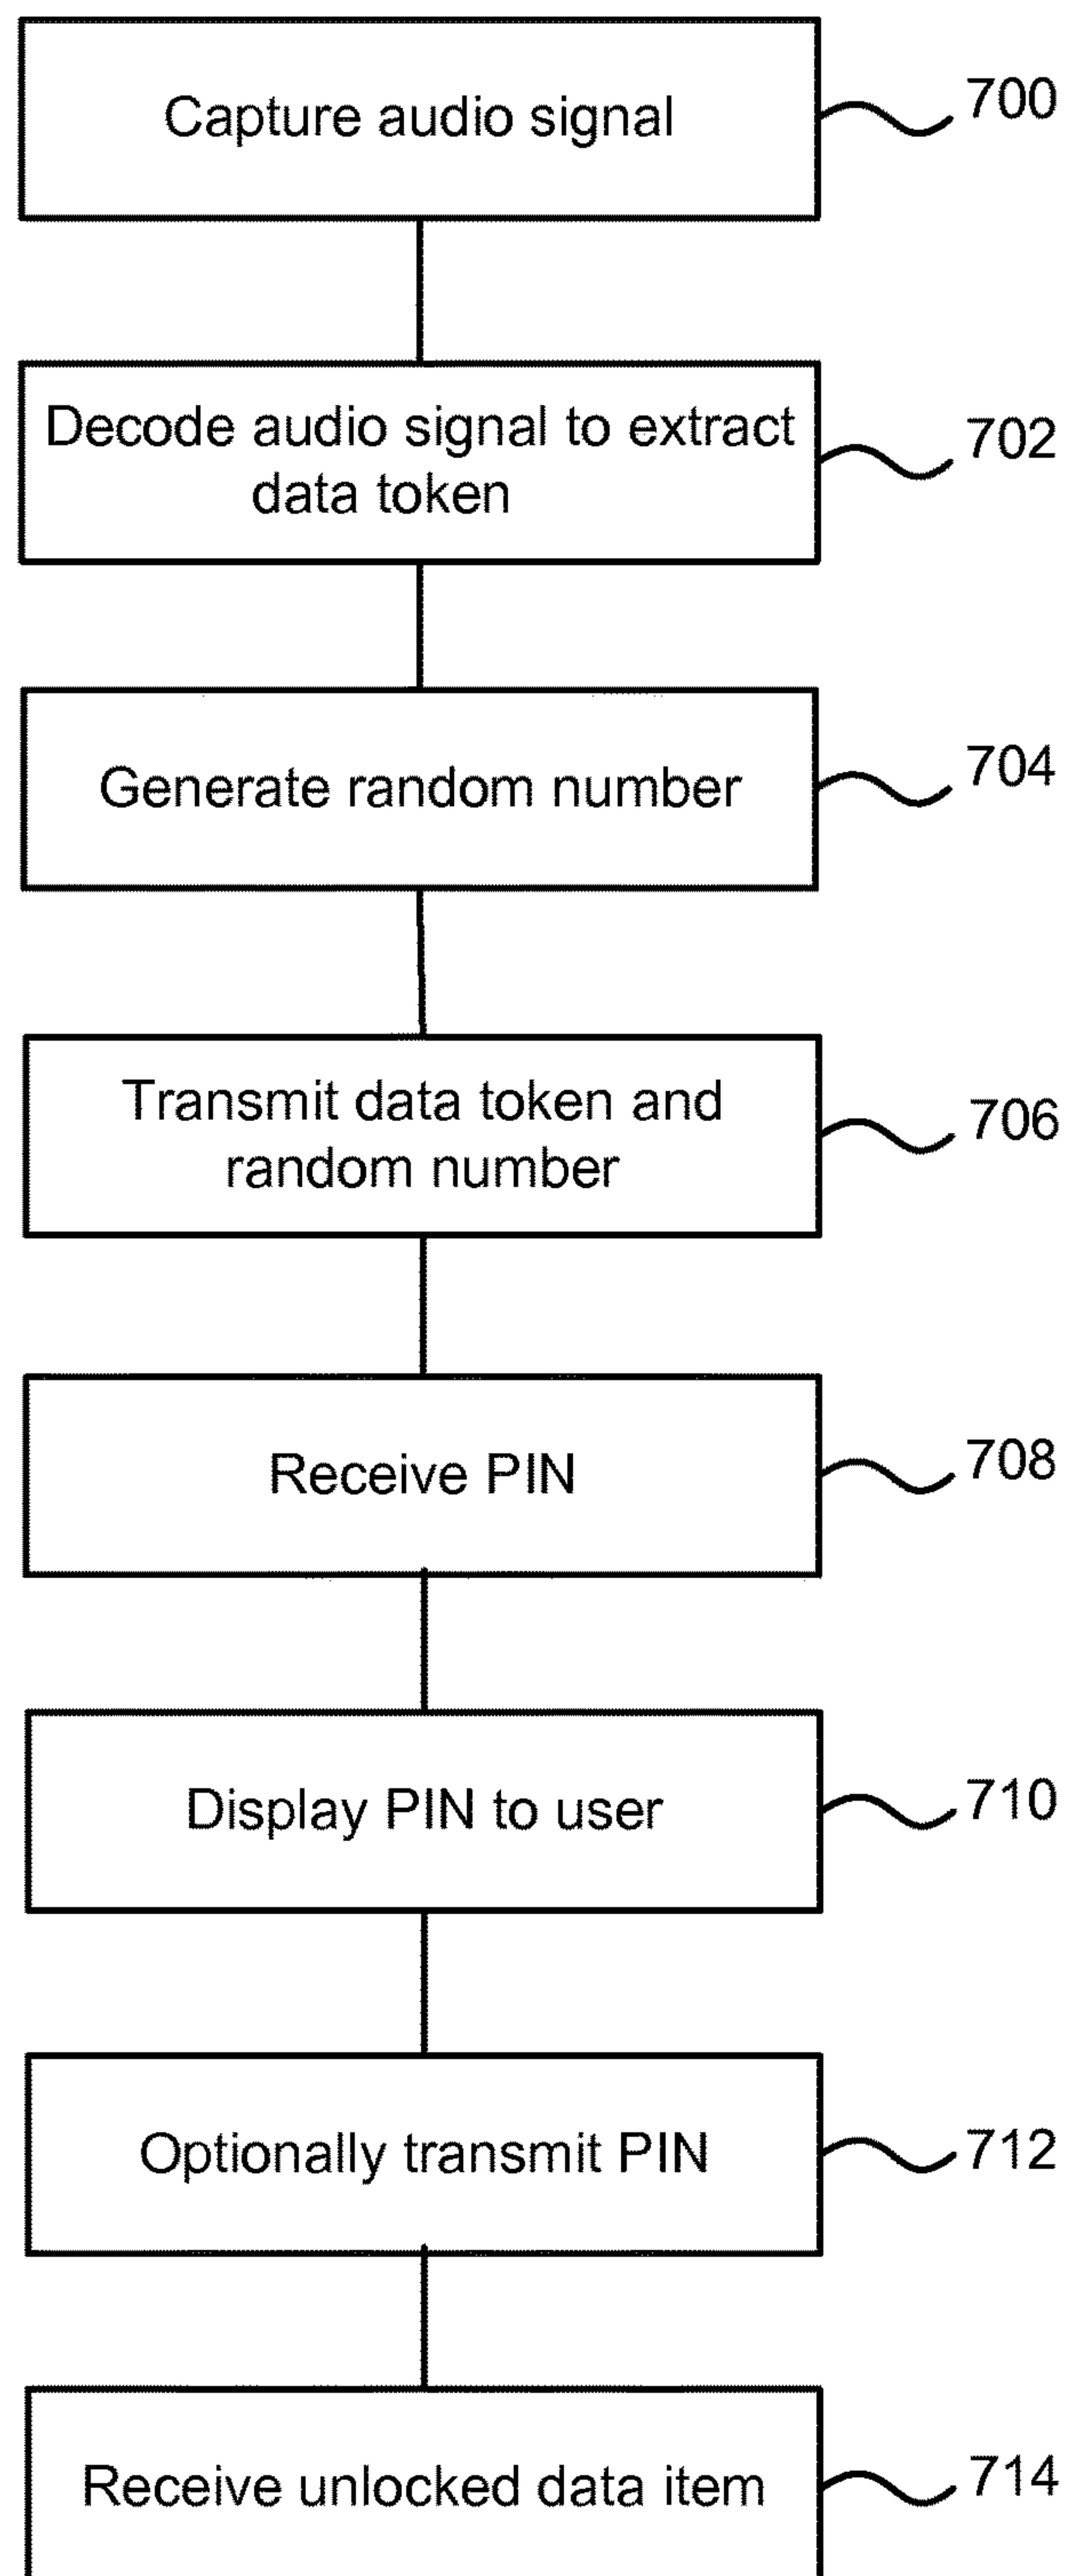 Capture audio signal
700
Decode audio signal to extract
data token
702
Generate random number
704
Transmit data token and
random number
706
Receive PIN
708
Display PIN to user
710
Optionally transmit PIN
712
Receive unlocked data item
714